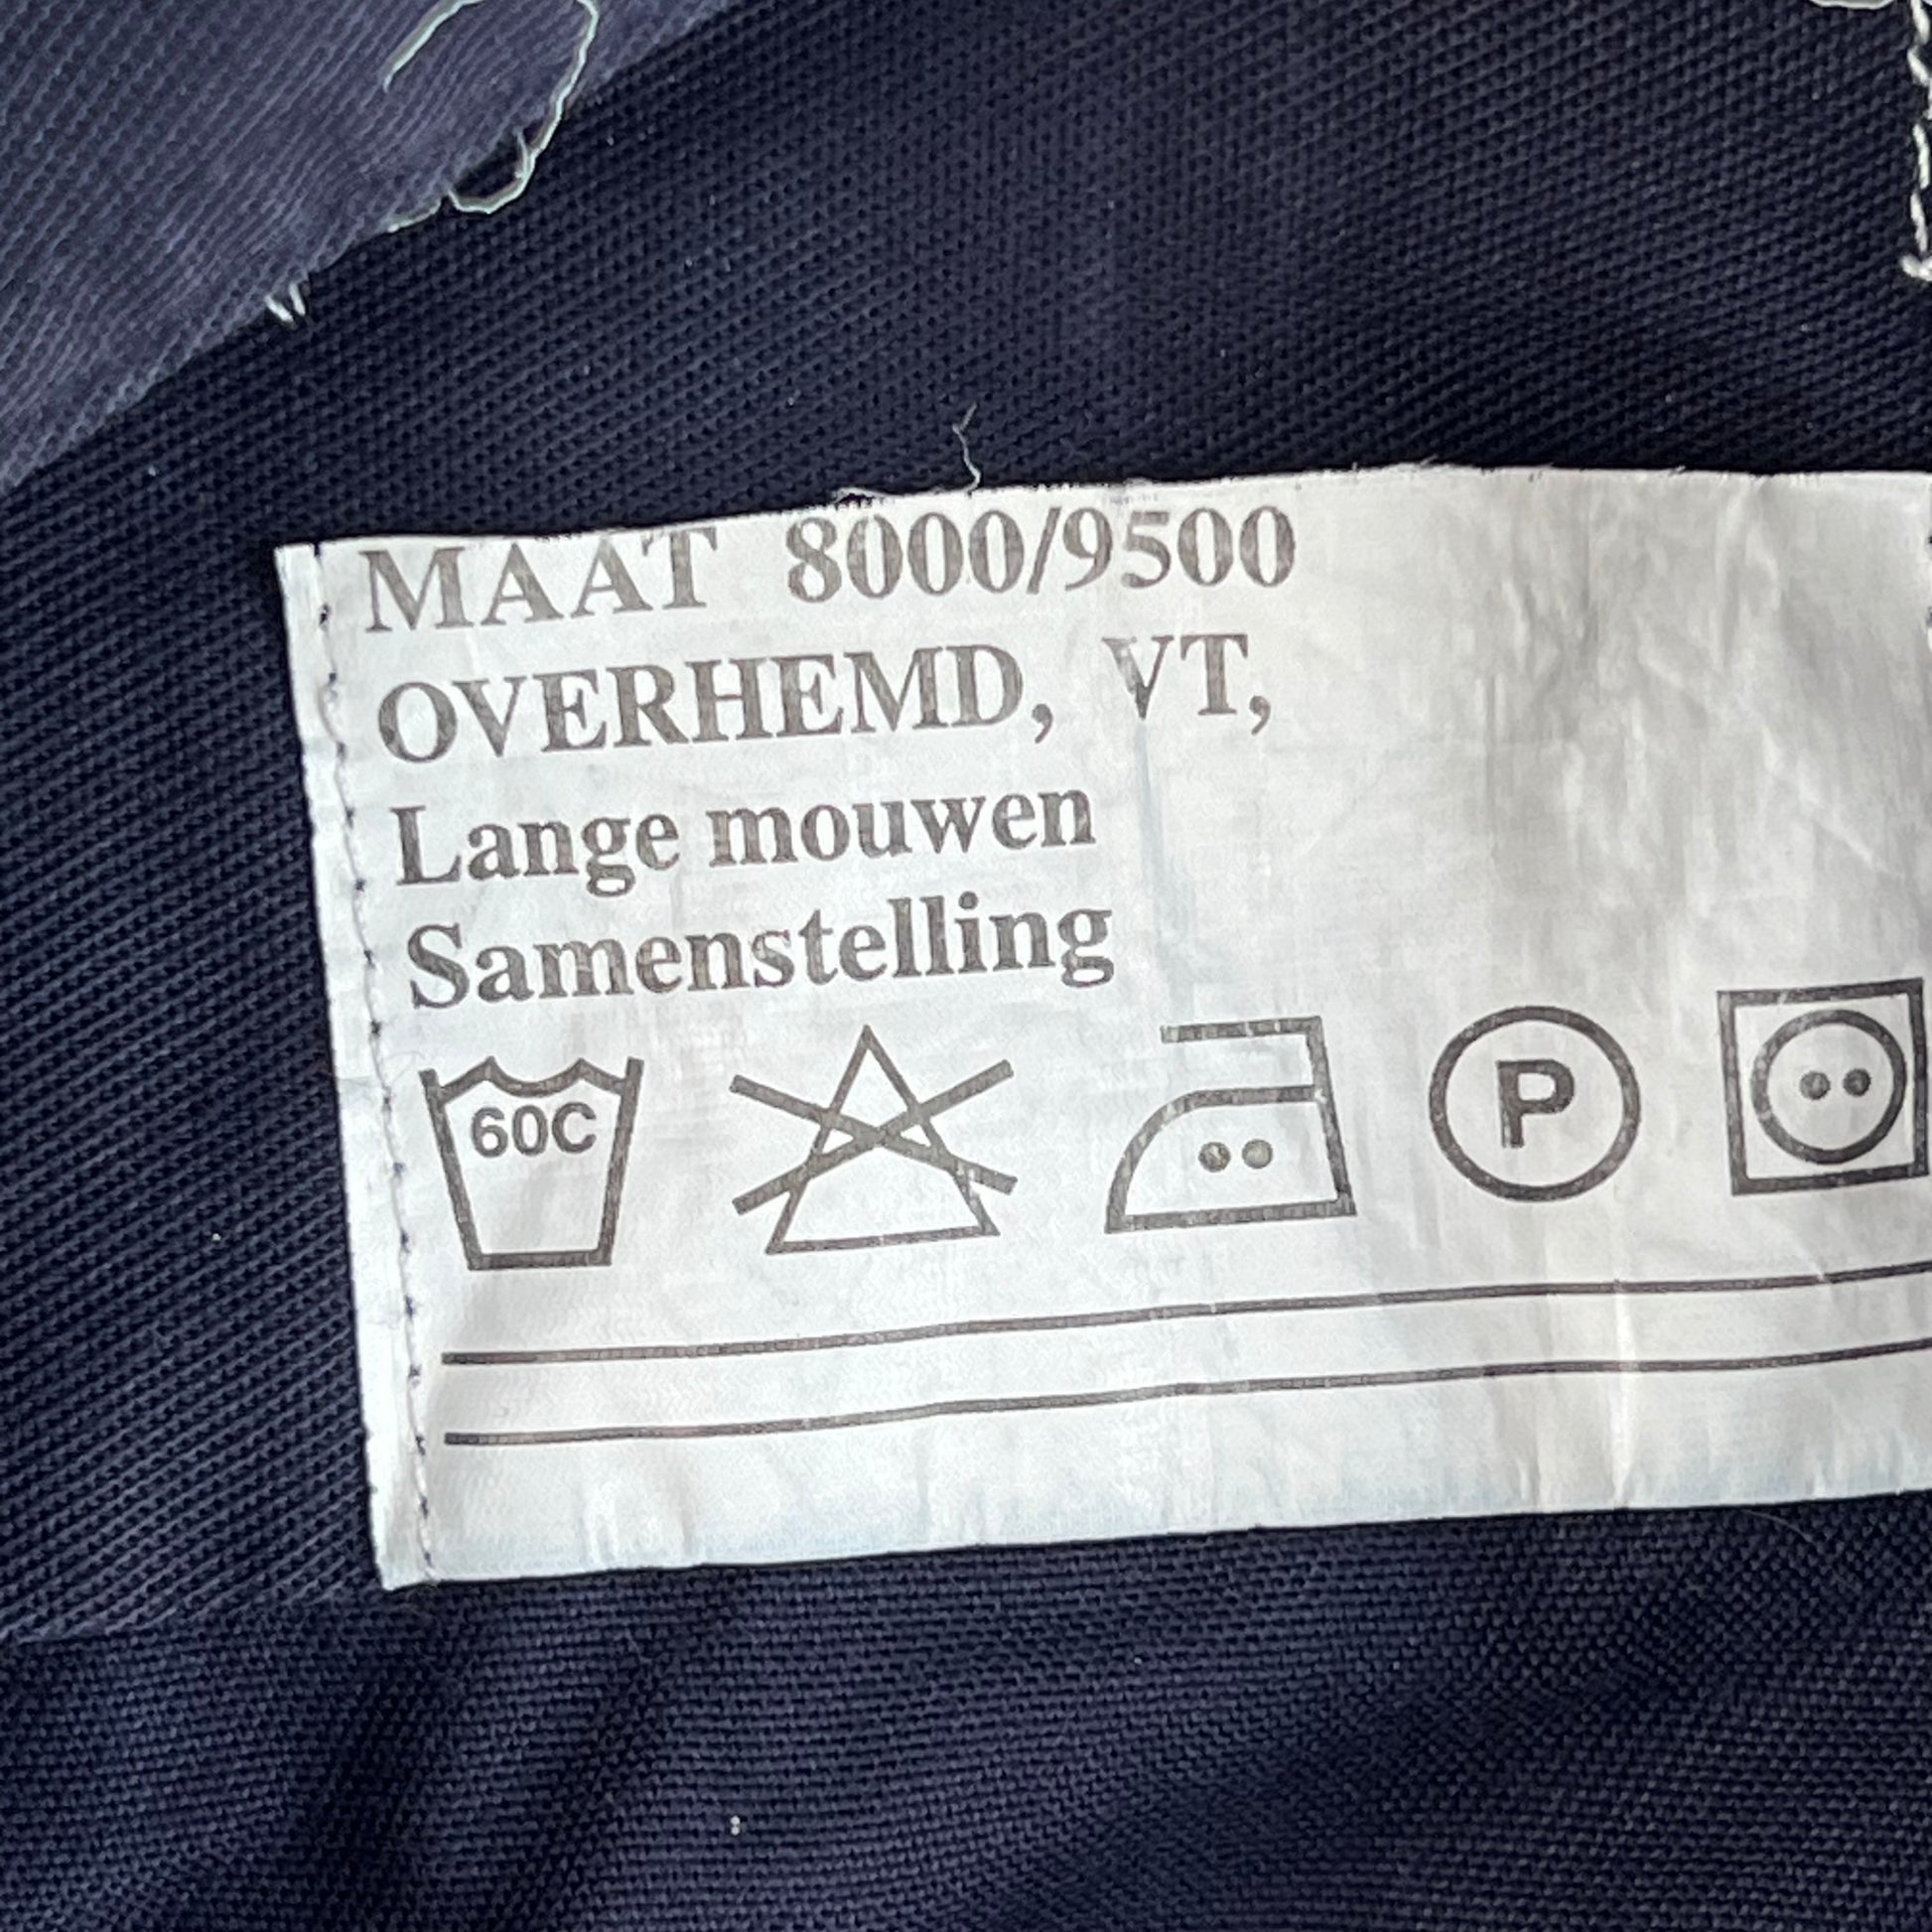 MAAT 8000/9500
OVERHEMD, VT,
Lange mouwen
Samenstelling
60C P